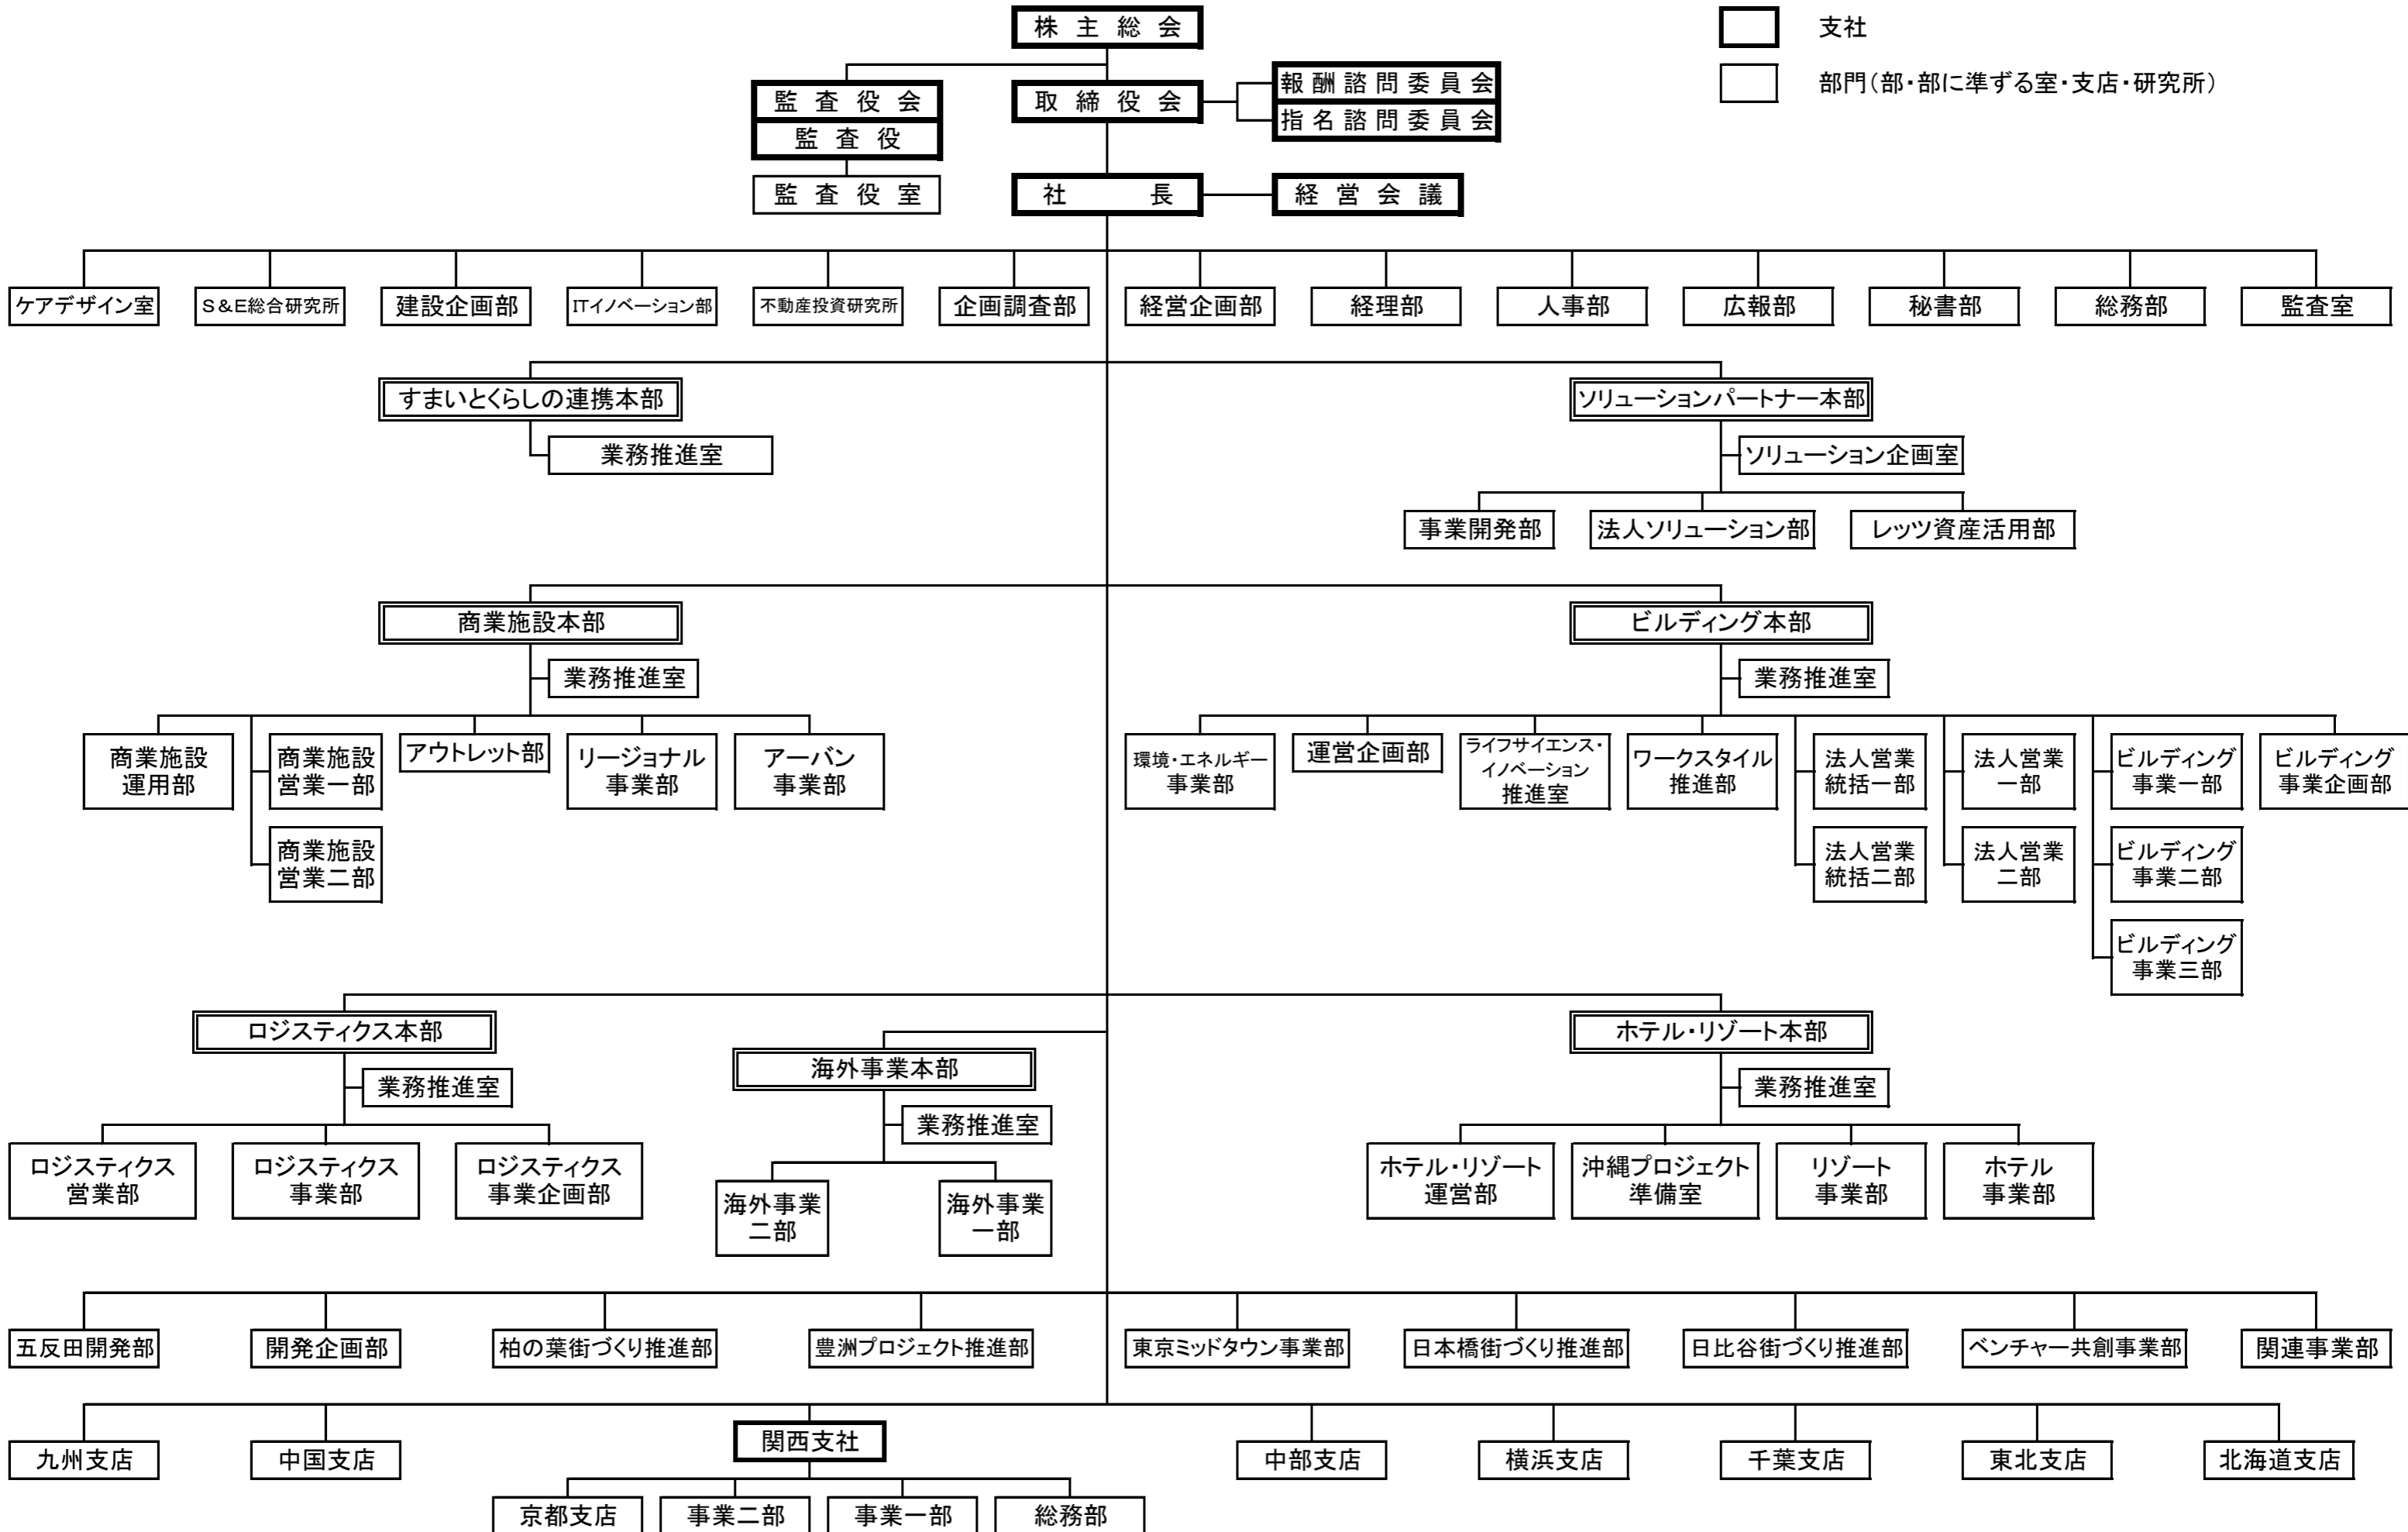 株主総会
支社
報酬諮問委員会
部門(部・部に準ずる室・支店・研究所)
監査役会
取締役会
指名諮問委員会
監査役
監査役室
社長
経営会議
ケアデザイン室
S&E総合研究所
建設企画部
ITイノベーション部
不動産投資研究所
企画調査部
経営企画部
経理部
人事部
広報部
秘書部
総務部
監査室
すまいとくらしの連携本部
ソリューションパートナー本部
業務推進室
ソリューション企画室
事業開発部
法人ソリューション部
レッツ資産活用部
商業施設本部
ビルディング本部
業務推進室
業務推進室
商業施設
運用部
商業施設
営業一部
アウトレット部
リージョナル
事業部
アーバン
事業部
環境・エネルギー
事業部
運営企画部
ライフサイエンス・
イノベーション
推進室
ワークスタイル
推進部
法人営業
統括一部
法人営業
一部
ビルディング
事業一部
ビルディング
事業企画部
商業施設
営業二部
法人営業
統括二部
法人営業
二部
ビルディング
事業二部
ビルディング
事業三部
ロジスティクス本部
海外事業本部
ホテル・リゾート本部
業務推進室
業務推進室
業務推進室
ロジスティクス
営業部
ロジスティクス
事業部
ロジスティクス
事業企画部
海外事業
二部
海外事業
一部
ホテル・リゾート
運営部
沖縄プロジェクト
準備室
リゾート
事業部
ホテル
事業部
五反田開発部
開発企画部
柏の葉街づくり推進部
豊洲プロジェクト推進部
東京ミッドタウン事業部
日本橋街づくり推進部
日比谷街づくり推進部
ベンチャー共創事業部
関連事業部
九州支店
中国支店
関西支社
中部支店
横浜支店
千葉支店
東北支店
北海道支店
京都支店
事業二部
事業一部
総務部